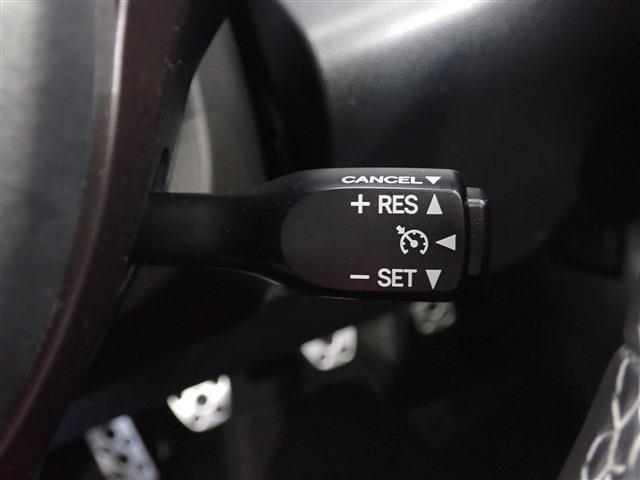 CANCEL▼
+ RES ▲
◀
− SET ▼